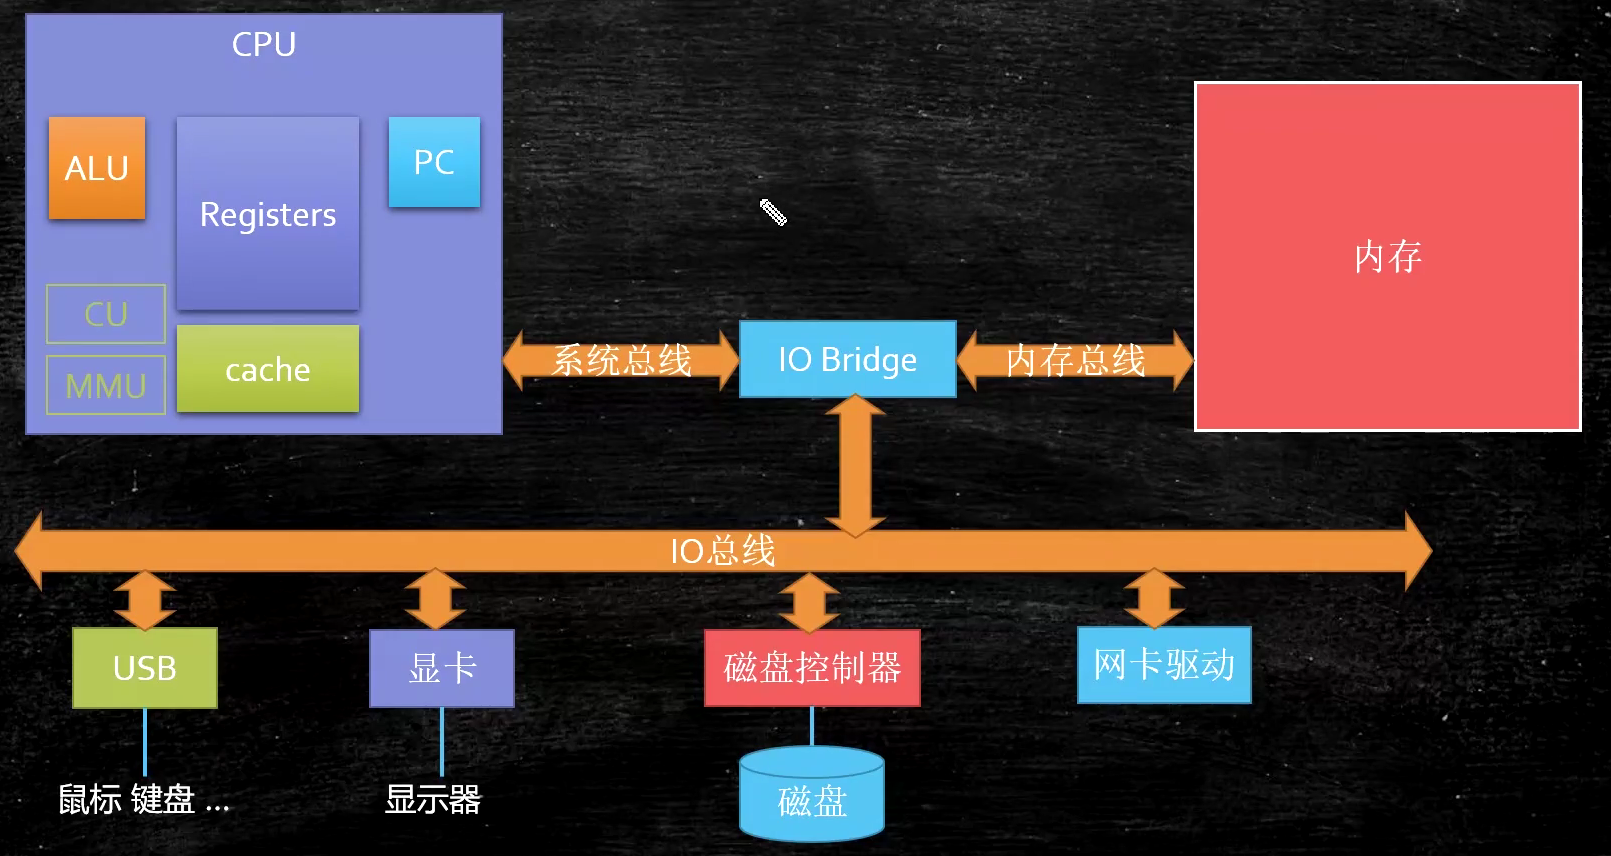 CPU
ALU
Registers
PC
CU
MMU
cache
系统总线
IO Bridge
内存总线
内存
IO总线
USB
显卡
磁盘控制器
网卡驱动
鼠标 键盘 ...
显示器
磁盘